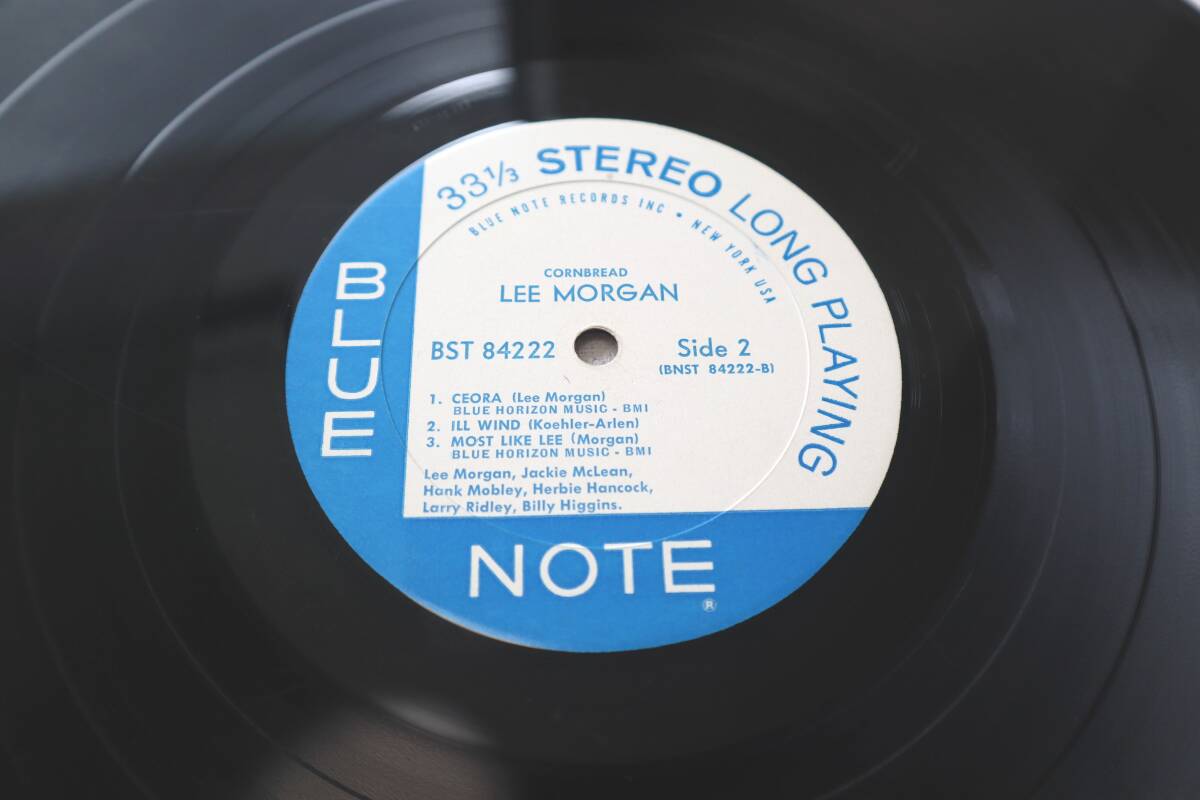 33 1/3 STEREO LONG PLAYING
BLUE NOTE RECORDS INC • NEW YORK USA
CORNBREAD
LEE MORGAN
BST 84222
Side 2
(BNST 84222-B)
1. CEORA (Lee Morgan)
BLUE HORIZON MUSIC - BMI
2. ILL WIND (Koehler-Arlen)
3. MOST LIKE LEE (Morgan)
BLUE HORIZON MUSIC - BMI
Lee Morgan, Jackie McLean,
Hank Mobley, Herbie Hancock,
Larry Ridley, Billy Higgins.
BLUE
NOTE
®